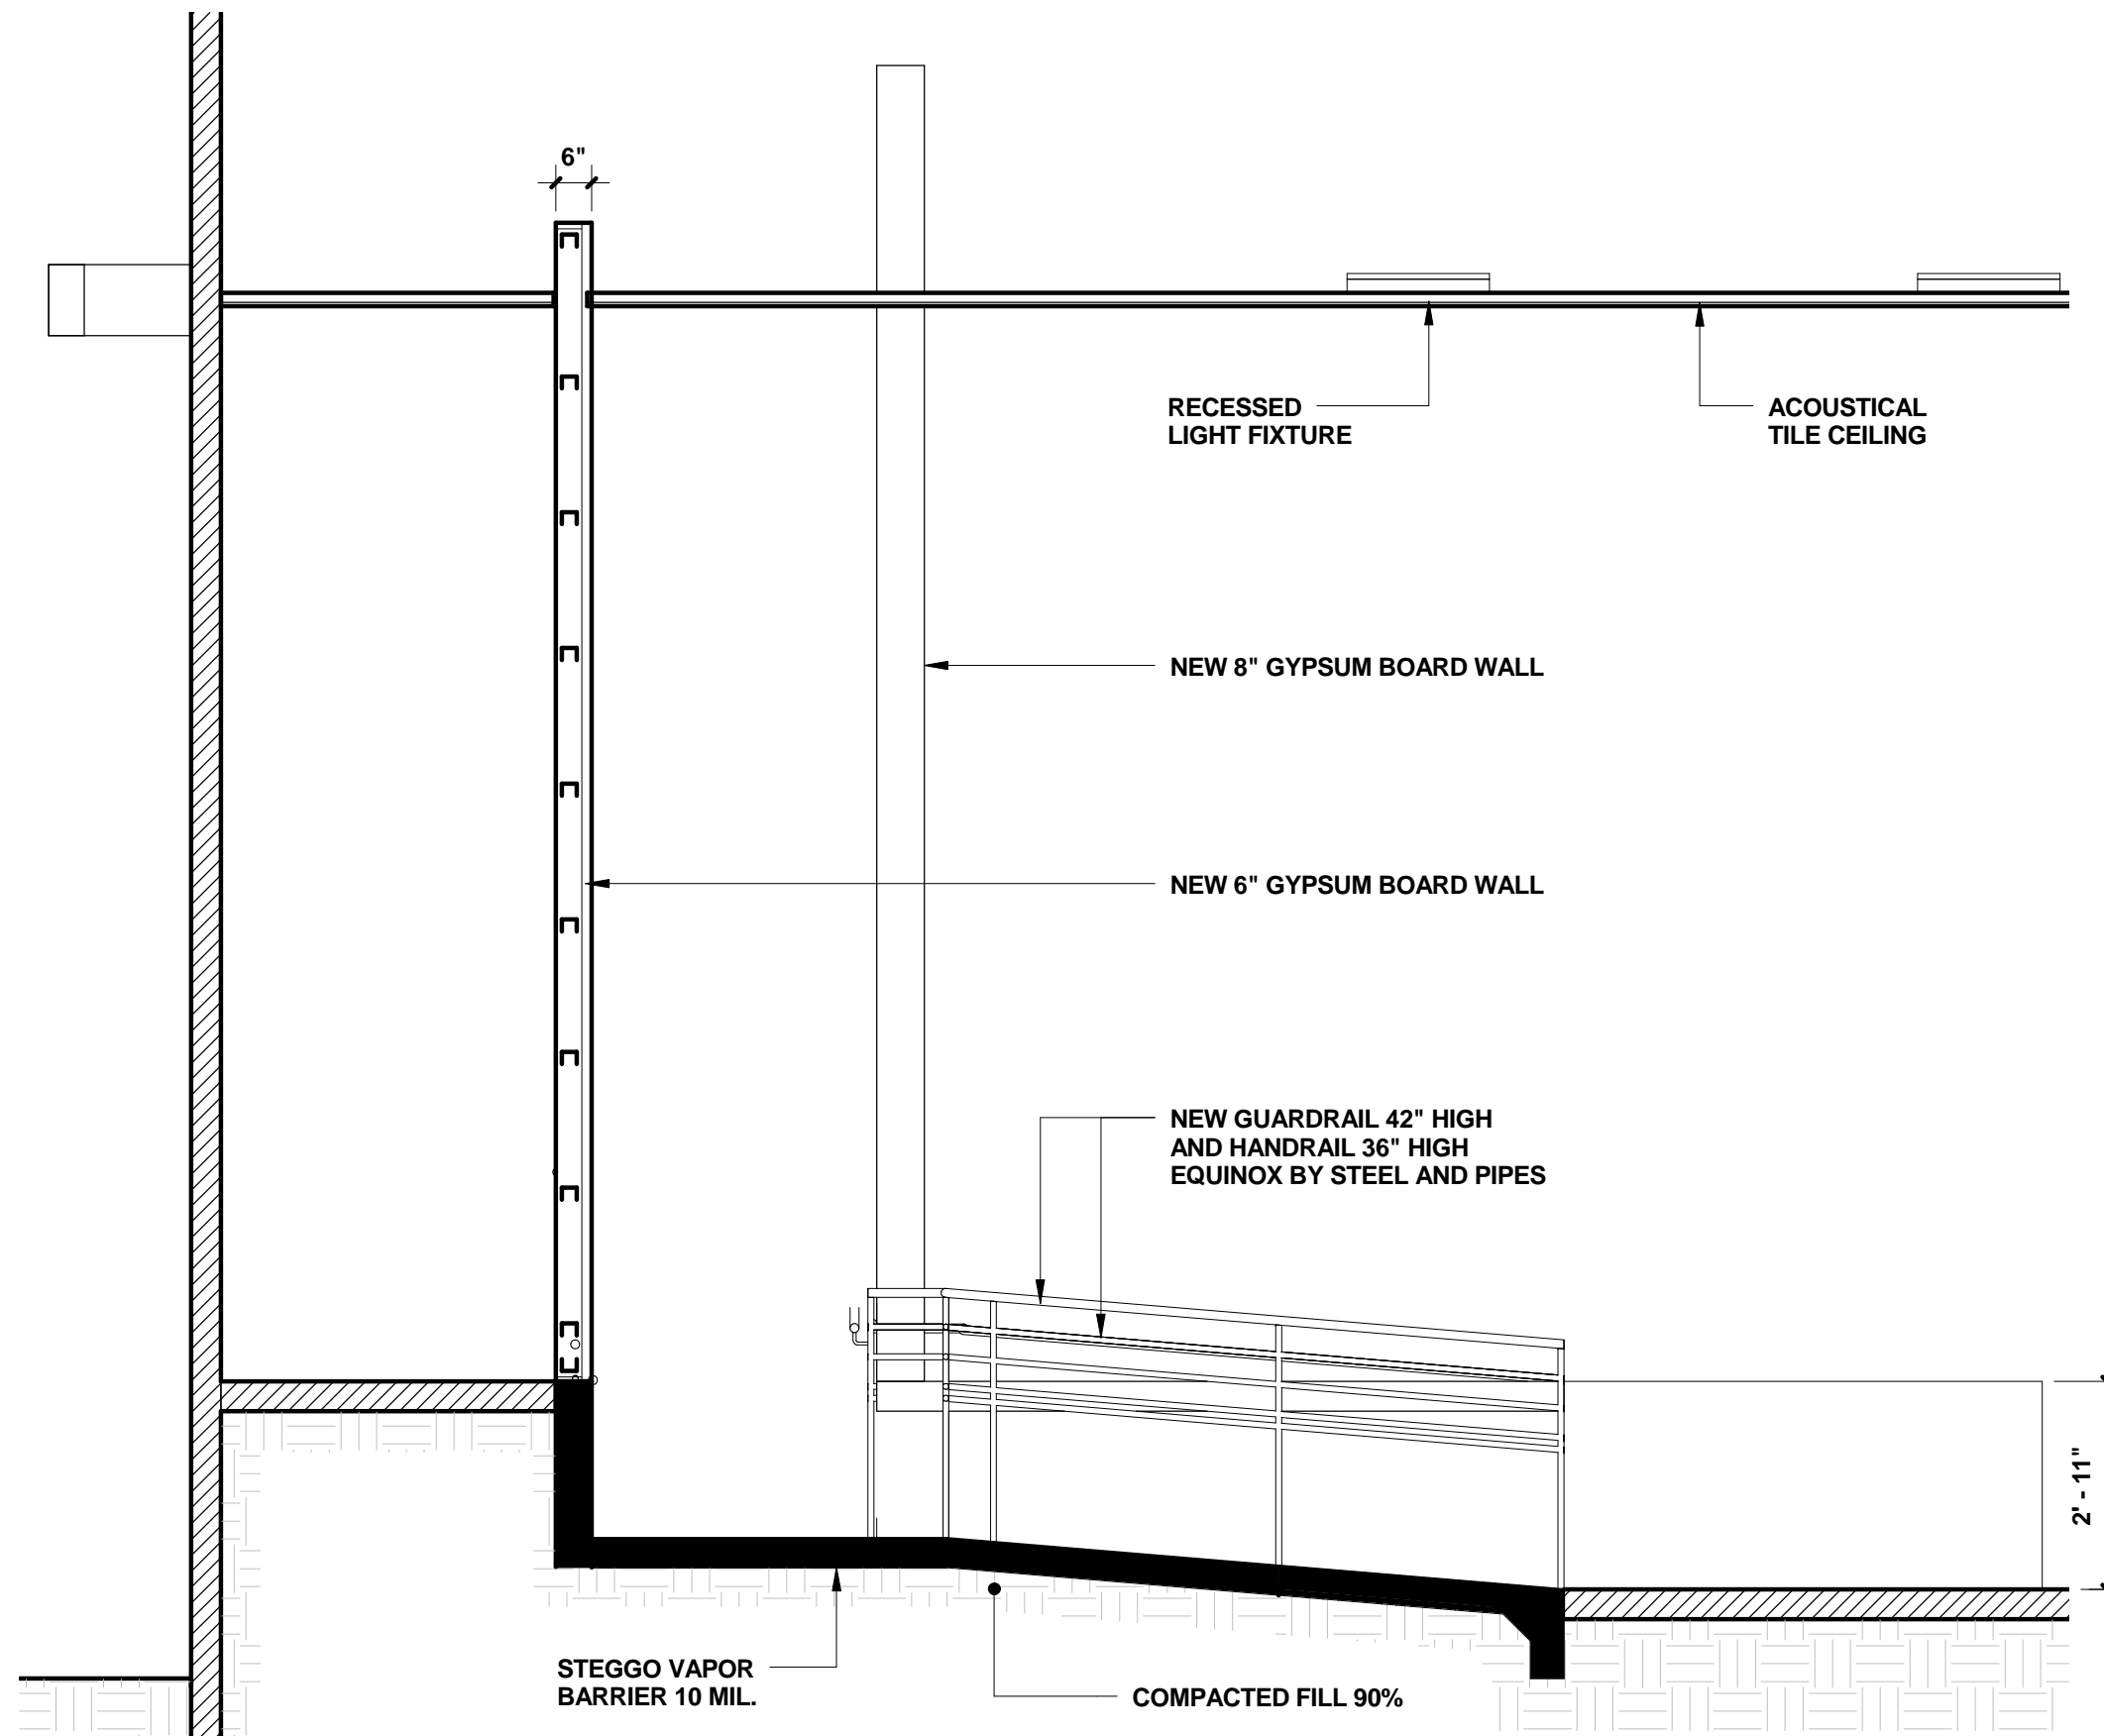 6"
RECESSED
LIGHT FIXTURE
ACOUSTICAL
TILE CEILING
NEW 8" GYPSUM BOARD WALL
NEW 6" GYPSUM BOARD WALL
NEW GUARDRAIL 42" HIGH
AND HANDRAIL 36" HIGH
EQUINOX BY STEEL AND PIPES
2' - 11"
STEGGO VAPOR
BARRIER 10 MIL.
COMPACTED FILL 90%